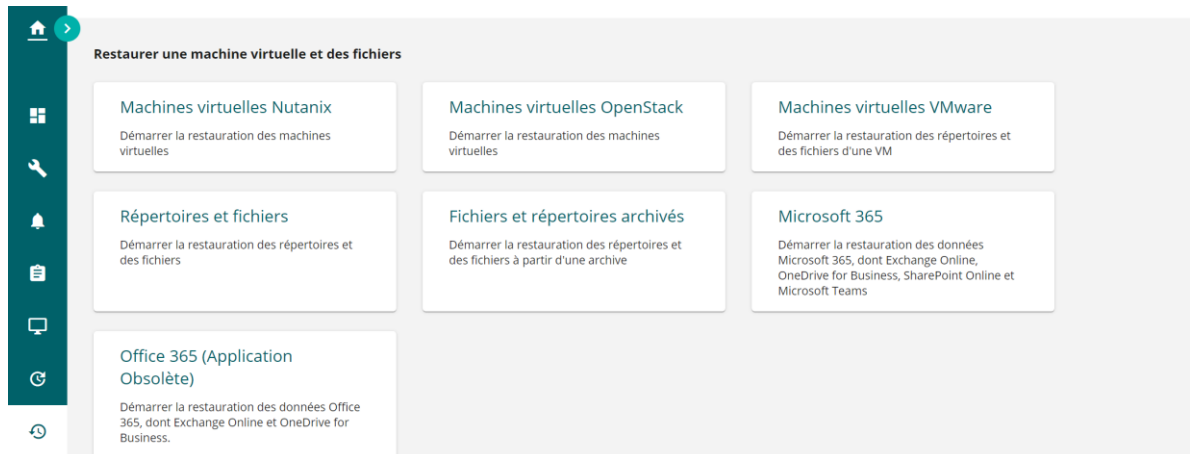 Restaurer une machine virtuelle et des fichiers
Machines virtuelles Nutanix
Démarrer la restauration des machines
virtuelles
Machines virtuelles OpenStack
Démarrer la restauration des machines
virtuelles
Machines virtuelles VMware
Démarrer la restauration des répertoires et
des fichiers d'une VM
Répertoires et fichiers
Démarrer la restauration des répertoires et
des fichiers
Fichiers et répertoires archivés
Démarrer la restauration des répertoires et
des fichiers à partir d'une archive
Microsoft 365
Démarrer la restauration des données
Microsoft 365, dont Exchange Online,
OneDrive for Business, SharePoint Online et
Microsoft Teams
Office 365 (Application
Obsolète)
Démarrer la restauration des données Office
365, dont Exchange Online et OneDrive for
Business.